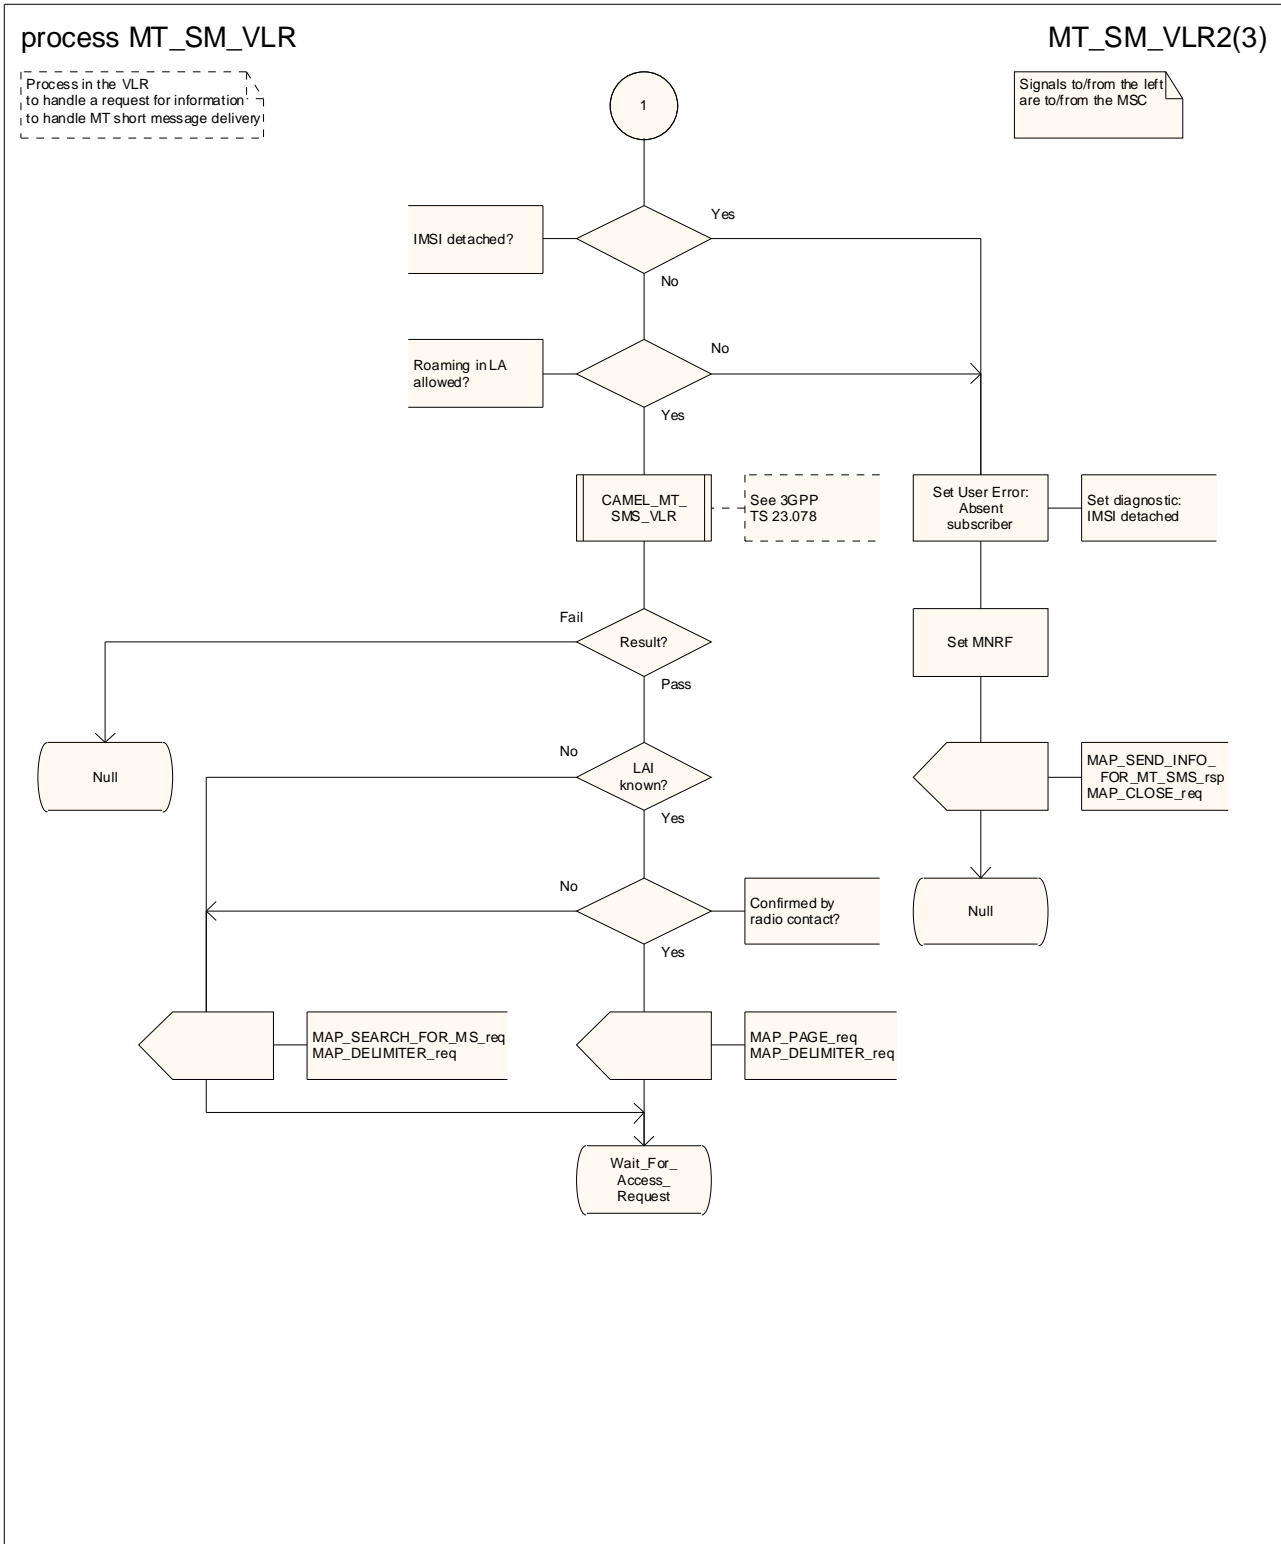 process MT_SM_VLR
MT_SM_VLR2(3)
Process in the VLR
to handle a request for information
to handle MT short message delivery
Signals to/from the left
are to/from the MSC
1
IMSI detached?
Yes
No
Roaming in LA
allowed?
No
Yes
CAMEL_MT_
SMS_VLR
See 3GPP
TS 23.078
Set User Error:
Absent
subscriber
Set diagnostic:
IMSI detached
Fail
Result?
Pass
Set MNRF
Null
No
LAI
known?
Yes
MAP_SEND_INFO_
FOR_MT_SMS_rsp
MAP_CLOSE_req
No
Confirmed by
radio contact?
Yes
Null
MAP_SEARCH_FOR_MS_req
MAP_DELIMITER_req
MAP_PAGE_req
MAP_DELIMITER_req
Wait_For_
Access_
Request